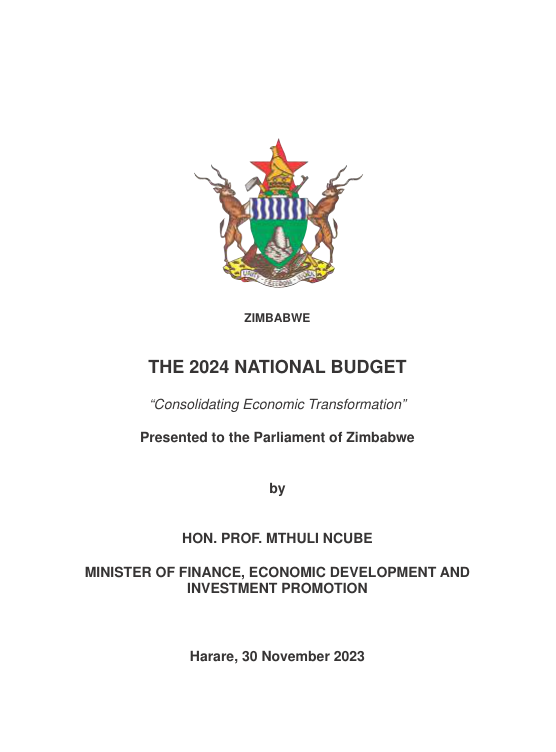 ZIMBABWE
THE 2024 NATIONAL BUDGET
“Consolidating Economic Transformation”
Presented to the Parliament of Zimbabwe
by
HON. PROF. MTHULI NCUBE
MINISTER OF FINANCE, ECONOMIC DEVELOPMENT AND
INVESTMENT PROMOTION
Harare, 30 November 2023